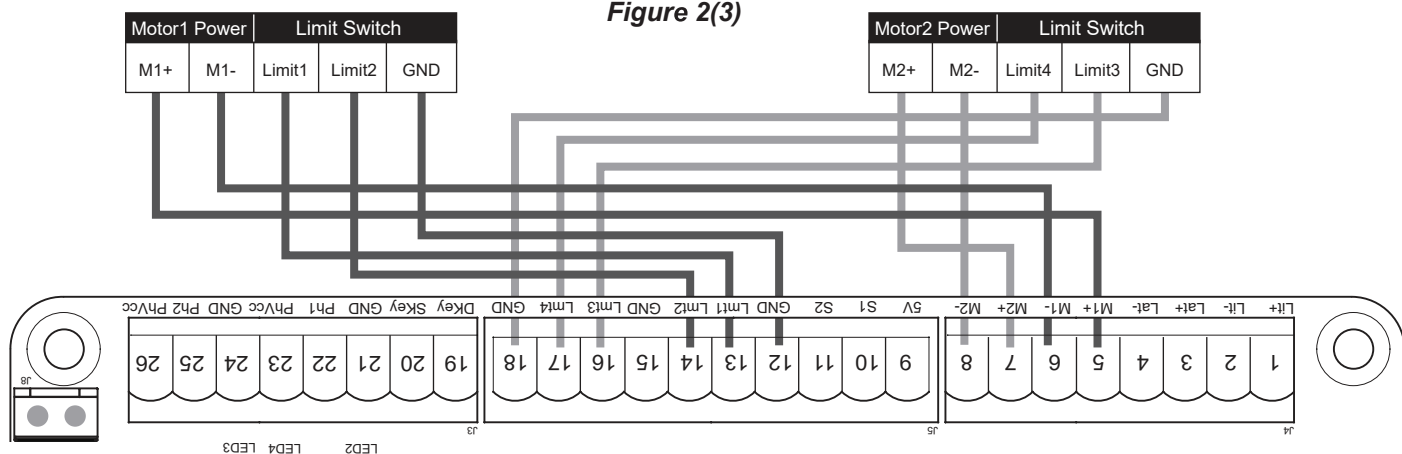 Figure 2(3)
Motor1 Power Limit Switch
M1+ M1- Limit1 Limit2 GND
Motor2 Power Limit Switch
M2+ M2- Limit4 Limit3 GND
PhVcc Ph2 GND PhVcc Ph1 GND SKey DKey
GND Lmt4 Lmt3 GND Lmt2 Lmt1 GND S2 S1 5V
M2- M2+ M1- M1+ Lat- Lat+ Lit- Lit+
26 25 24 23 22 21 20 19
18 17 16 15 14 13 12 11 10 9
8 7 6 5 4 3 2 1
J8
J3
J5
J4
LED3 LED4 LED2